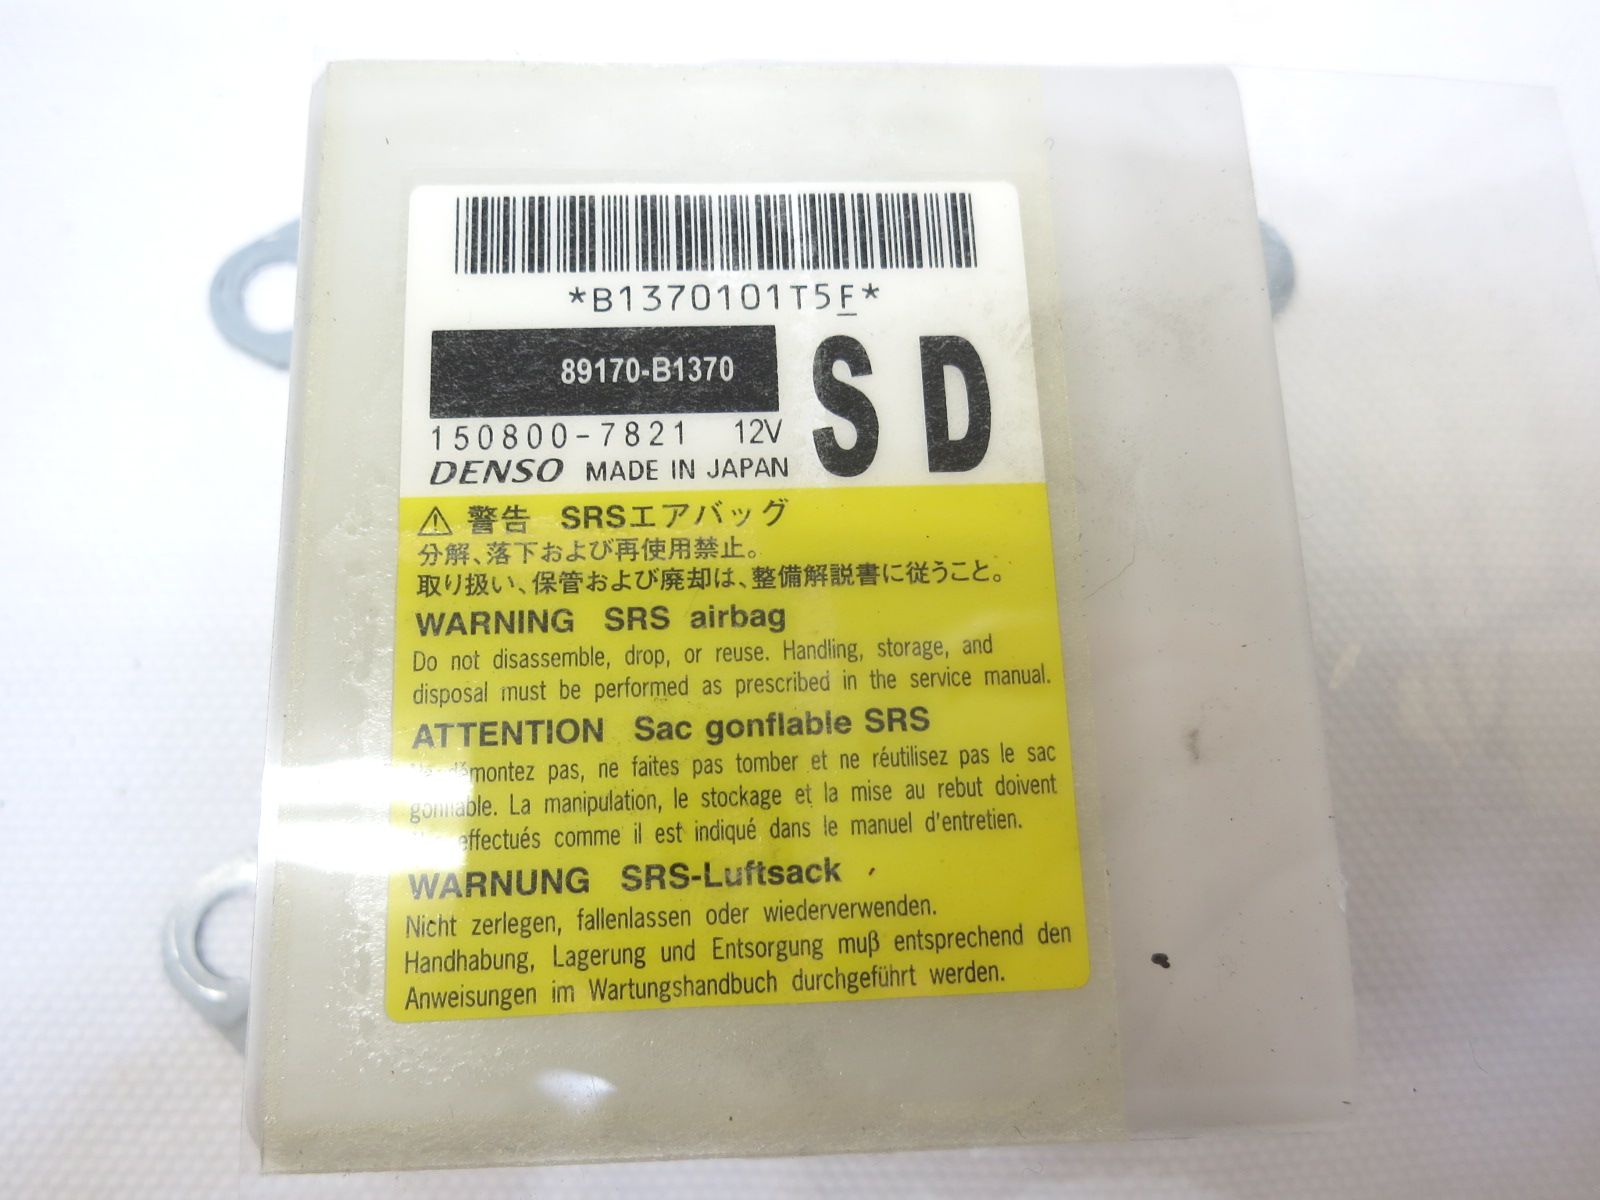 *B1370101T5F*
89170-B1370
150800-7821 12V
DENSO MADE IN JAPAN
SD
⚠ 警告 SRSエアバッグ
分解、落下および再使用禁止。
取り扱い、保管および廃却は、整備解説書に従うこと。
WARNING SRS airbag
Do not disassemble, drop, or reuse. Handling, storage, and
disposal must be performed as prescribed in the service manual.
ATTENTION Sac gonflable SRS
démontez pas, ne faites pas tomber et ne réutilisez pas le sac
gonflable. La manipulation, le stockage et la mise au rebut doivent
effectués comme il est indiqué dans le manuel d'entretien.
WARNUNG SRS-Luftsack
Nicht zerlegen, fallenlassen oder wiederverwenden.
Handhabung, Lagerung und Entsorgung muß entsprechend den
Anweisungen im Wartungshandbuch durchgeführt werden.